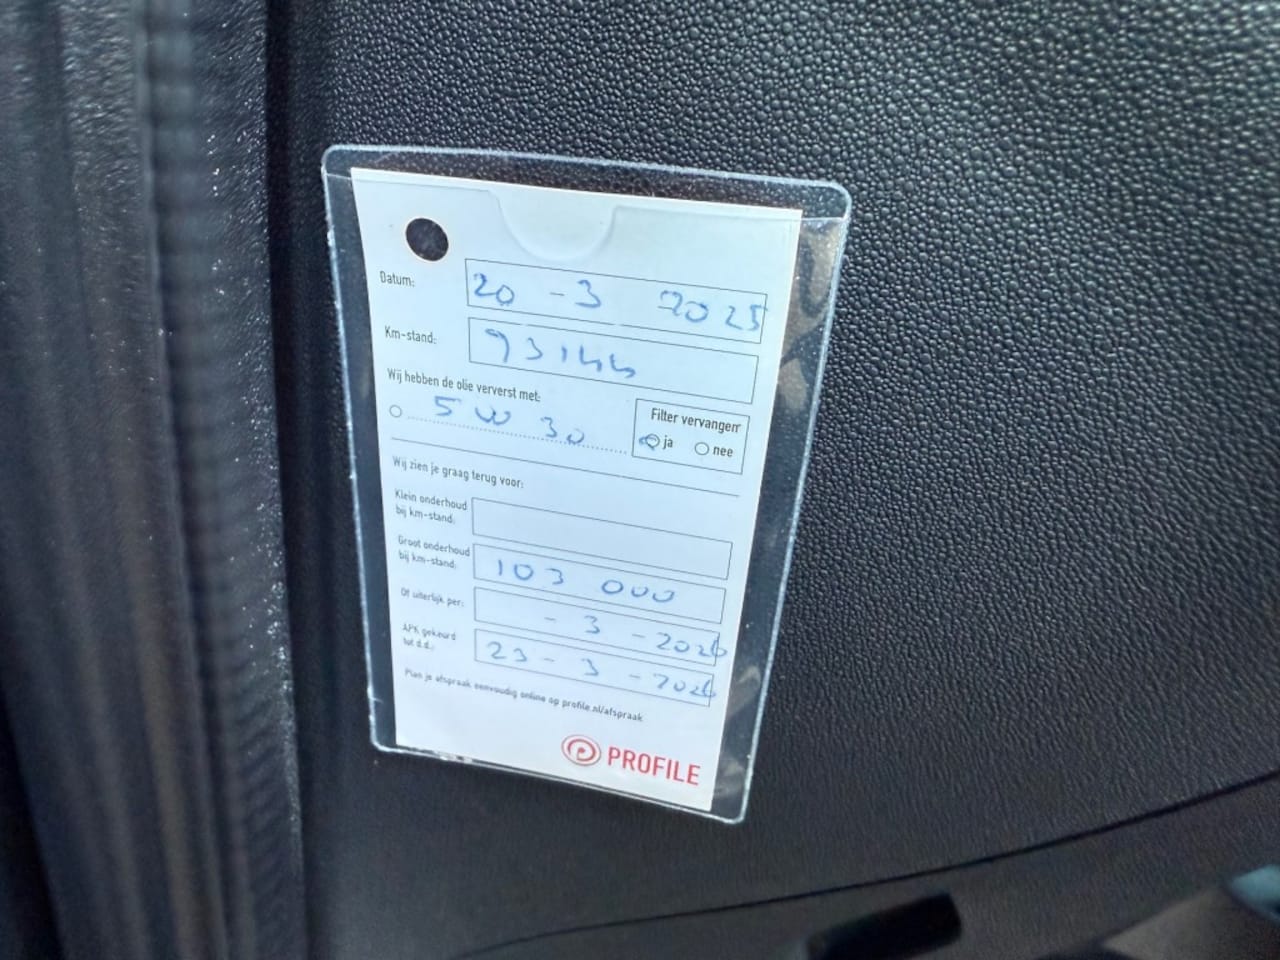 Datum: 20 - 3 2025
Km-stand: 93144
Wij hebben de olie ververst met:
5 W 30
Filter vervangen
ja nee
Wij zien je graag terug voor:
Klein onderhoud
bij km-stand:
Groot onderhoud
bij km-stand: 103 000
Of uiterlijk per: - 3 - 2026
APK gekeurd
tot d.d.: 23 - 3 - 2026
Plan je afspraak eenvoudig online op profile.nl/afspraak
PROFILE